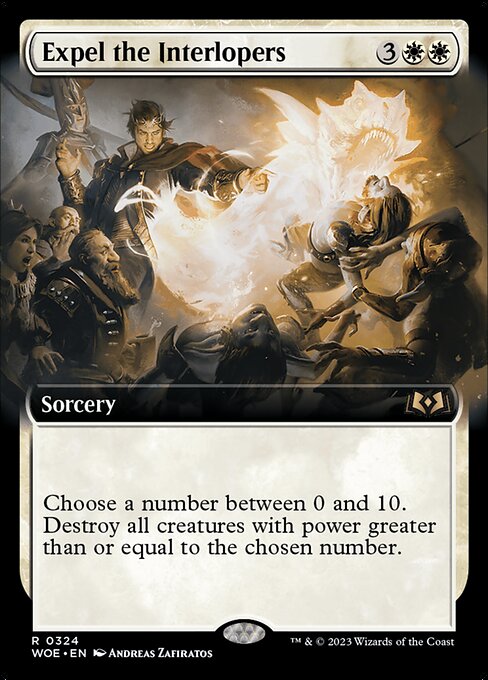 Expel the Interlopers 3
Sorcery
Choose a number between 0 and 10.
Destroy all creatures with power greater
than or equal to the chosen number.
R 0324
WOE • EN ANDREAS ZAFIRATOS
™ & © 2023 Wizards of the Coast